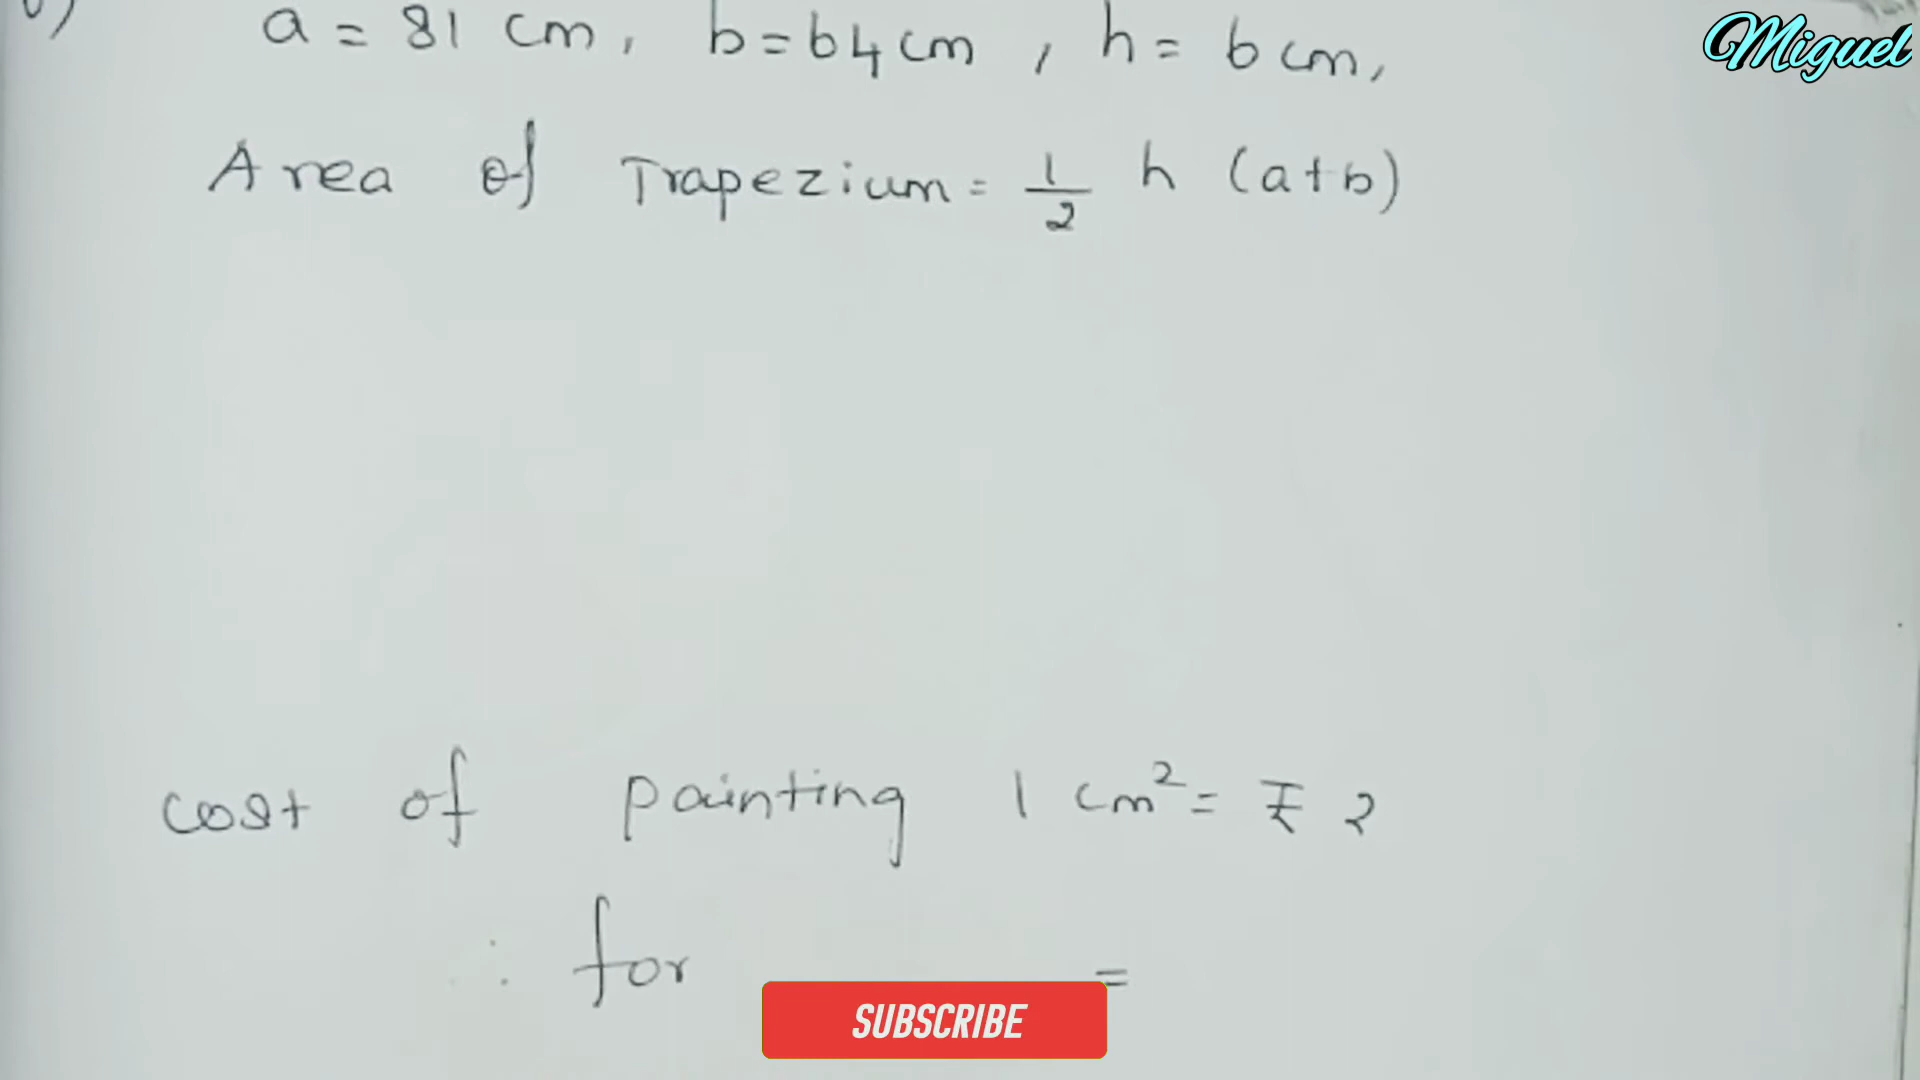 a = 81 cm, b = 64 cm, h = 6 cm,
Miguel
Area of Trapezium = 1/2 h (a+b)
cost of painting 1 cm² = ₹ 2
∴ for =
SUBSCRIBE